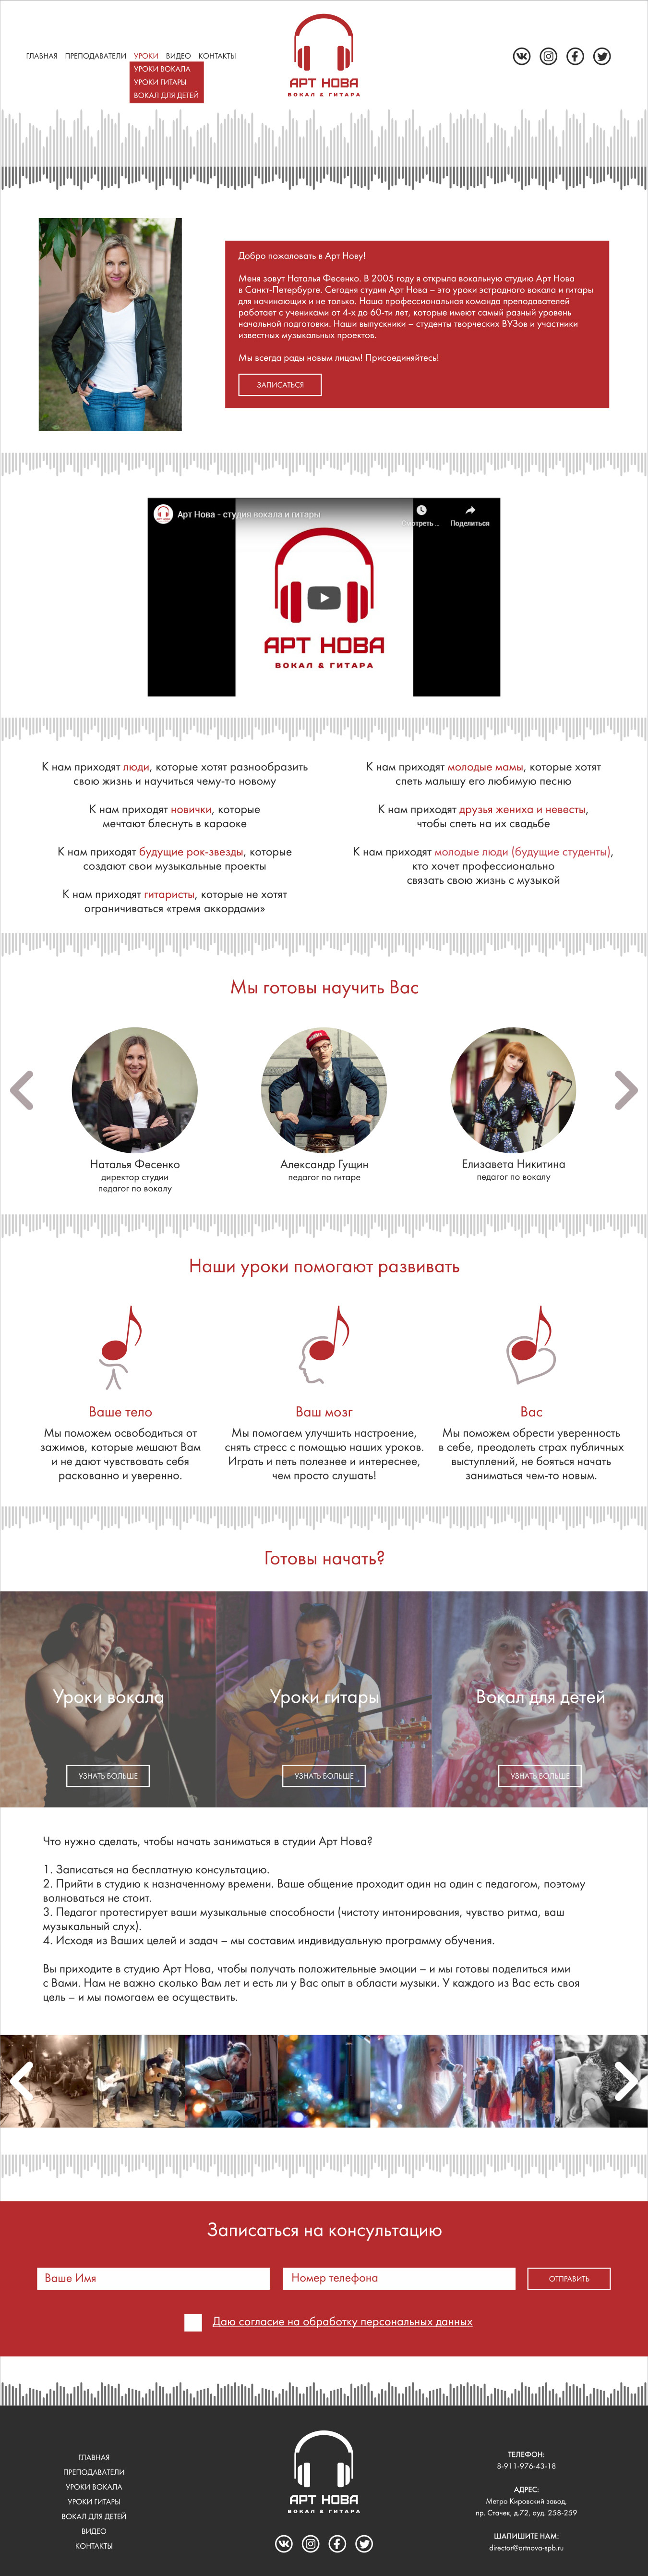 ГЛАВНАЯ ПРЕПОДАВАТЕЛИ УРОКИ ВИДЕО КОНТАКТЫ
УРОКИ ВОКАЛА
УРОКИ ГИТАРЫ
ВОКАЛ ДЛЯ ДЕТЕЙ
АРТ НОВА
ВОКАЛ & ГИТАРА
Добро пожаловать в Арт Нову!
Меня зовут Наталья Фесенко. В 2005 году я открыла вокальную студию Арт Нова
в Санкт-Петербурге. Сегодня студия Арт Нова – это уроки эстрадного вокала и гитары
для начинающих и не только. Наша профессиональная команда преподавателей
работает с учениками от 4-х до 60-ти лет, которые имеют самый разный уровень
начальной подготовки. Наши выпускники – студенты творческих ВУЗов и участники
известных музыкальных проектов.
Мы всегда рады новым лицам! Присоединяйтесь!
ЗАПИСАТЬСЯ
Арт Нова - студия вокала и гитары
Смотреть ...
Поделиться
АРТ НОВА
ВОКАЛ & ГИТАРА
К нам приходят люди, которые хотят разнообразить
свою жизнь и научиться чему-то новому
К нам приходят новички, которые
мечтают блеснуть в караоке
К нам приходят будущие рок-звезды, которые
создают свои музыкальные проекты
К нам приходят гитаристы, которые не хотят
ограничиваться «тремя аккордами»
К нам приходят молодые мамы, которые хотят
спеть малышу его любимую песню
К нам приходят друзья жениха и невесты,
чтобы спеть на их свадьбе
К нам приходят молодые люди (будущие студенты),
кто хочет профессионально
связать свою жизнь с музыкой
Мы готовы научить Вас
Наталья Фесенко
директор студии
педагог по вокалу
Александр Гущин
педагог по гитаре
Елизавета Никитина
педагог по вокалу
Наши уроки помогают развивать
Ваше тело
Мы поможем освободиться от
зажимов, которые мешают Вам
и не дают чувствовать себя
раскованно и уверенно.
Ваш мозг
Мы помогаем улучшить настроение,
снять стресс с помощью наших уроков.
Играть и петь полезнее и интереснее,
чем просто слушать!
Вас
Мы поможем обрести уверенность
в себе, преодолеть страх публичных
выступлений, не бояться начать
заниматься чем-то новым.
Готовы начать?
Уроки вокала
УЗНАТЬ БОЛЬШЕ
Уроки гитары
УЗНАТЬ БОЛЬШЕ
Вокал для детей
УЗНАТЬ БОЛЬШЕ
Что нужно сделать, чтобы начать заниматься в студии Арт Нова?
1. Записаться на бесплатную консультацию.
2. Прийти в студию к назначенному времени. Ваше общение проходит один на один с педагогом, поэтому
волноваться не стоит.
3. Педагог протестирует ваши музыкальные способности (чистоту интонирования, чувство ритма, ваш
музыкальный слух).
4. Исходя из Ваших целей и задач – мы составим индивидуальную программу обучения.
Вы приходите в студию Арт Нова, чтобы получать положительные эмоции – и мы готовы поделиться ими
с Вами. Нам не важно сколько Вам лет и есть ли у Вас опыт в области музыки. У каждого из Вас есть своя
цель – и мы помогаем ее осуществить.
Записаться на консультацию
Ваше Имя
Номер телефона
ОТПРАВИТЬ
Даю согласие на обработку персональных данных
ГЛАВНАЯ
ПРЕПОДАВАТЕЛИ
УРОКИ ВОКАЛА
УРОКИ ГИТАРЫ
ВОКАЛ ДЛЯ ДЕТЕЙ
ВИДЕО
КОНТАКТЫ
АРТ НОВА
ВОКАЛ & ГИТАРА
ТЕЛЕФОН:
8-911-976-43-18
АДРЕС:
Метро Кировский завод,
пр. Стачек, д.72, ауд. 258-259
ШАПИШИТЕ НАМ:
director@artnova-spb.ru